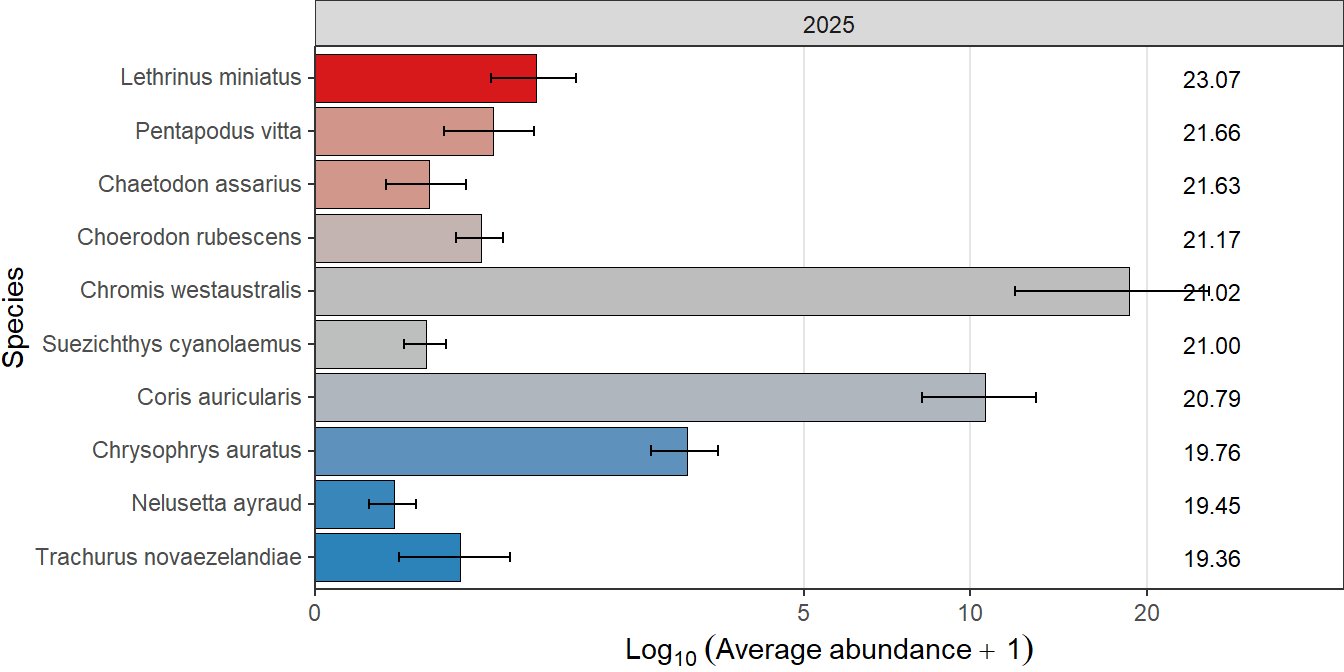 2025
Species
Lethrinus miniatus 23.07
Pentapodus vitta 21.66
Chaetodon assarius 21.63
Choerodon rubescens 21.17
Chromis westaustralis 21.02
Suezichthys cyanolaemus 21.00
Coris auricularis 20.79
Chrysophrys auratus 19.76
Nelusetta ayraud 19.45
Trachurus novaezelandiae 19.36
0 5 10 20
Log₁₀ (Average abundance + 1)